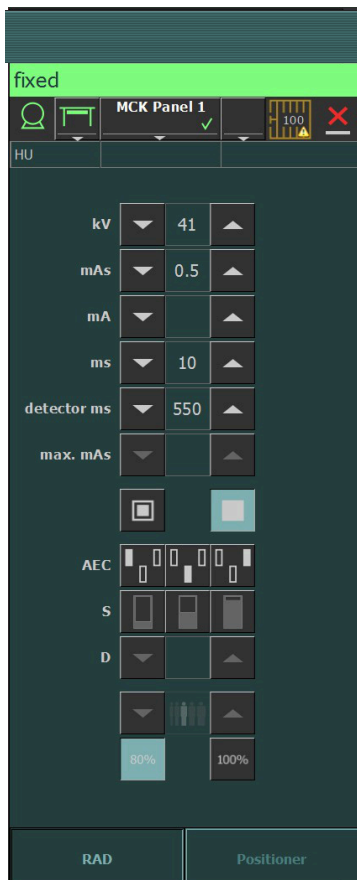 fixed
MCK Panel 1
100
HU
kV 41
mAs 0.5
mA
ms 10
detector ms 550
max. mAs
AEC
S
D
80% 100%
RAD Positioner